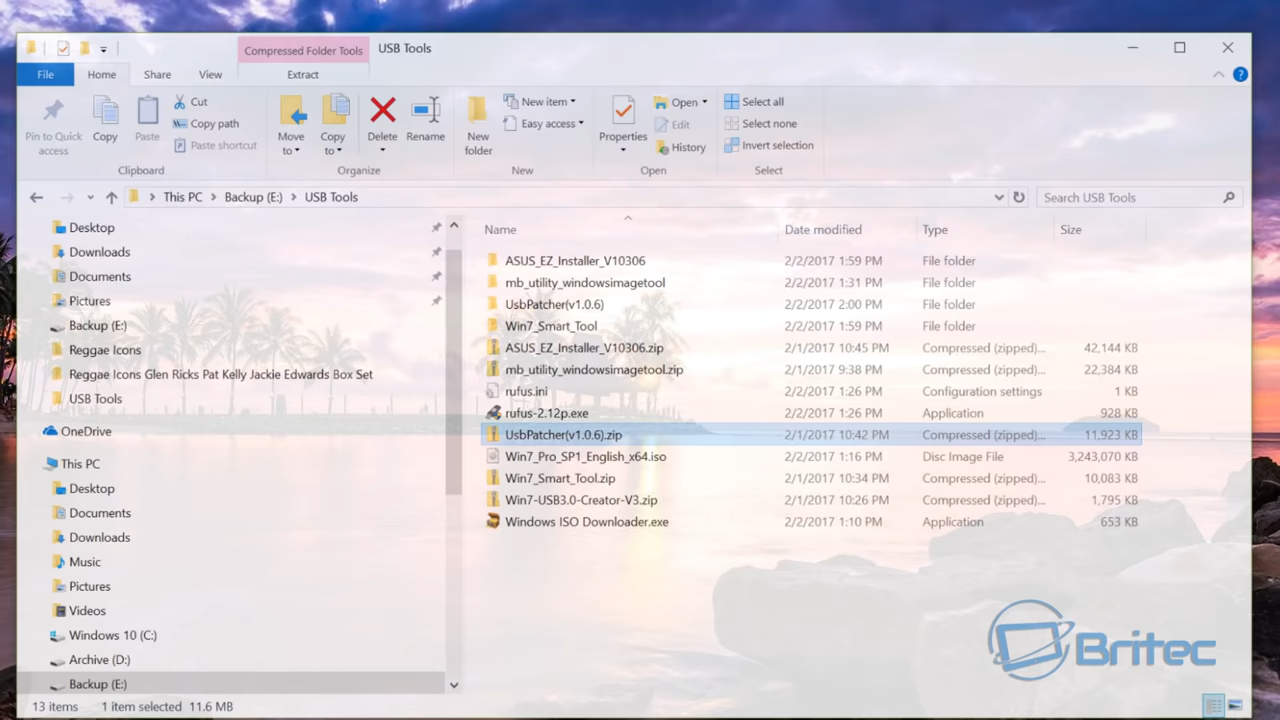 Compressed Folder Tools
USB Tools
File
Home
Share
View
Extract
Pin to Quick access
Copy
Paste
Cut
Copy path
Paste shortcut
Move to
Copy to
Delete
Rename
New folder
New item
Easy access
Properties
Open
Edit
History
Select all
Select none
Invert selection
Clipboard
Organize
New
Open
Select
This PC > Backup (E:) > USB Tools
Search USB Tools
Desktop
Downloads
Documents
Pictures
Backup (E:)
Reggae Icons
Reggae Icons Glen Ricks Pat Kelly Jackie Edwards Box Set
USB Tools
OneDrive
This PC
Desktop
Documents
Downloads
Music
Pictures
Videos
Windows 10 (C:)
Archive (D:)
Backup (E:)
Name Date modified Type Size
ASUS_EZ_Installer_V10306 2/2/2017 1:59 PM File folder
mb_utility_windowsimagetool 2/2/2017 1:31 PM File folder
UsbPatcher(v1.0.6) 2/2/2017 2:00 PM File folder
Win7_Smart_Tool 2/2/2017 1:59 PM File folder
ASUS_EZ_Installer_V10306.zip 2/1/2017 10:45 PM Compressed (zipped)... 42,144 KB
mb_utility_windowsimagetool.zip 2/1/2017 9:38 PM Compressed (zipped)... 22,384 KB
rufus.ini 2/2/2017 1:26 PM Configuration settings 1 KB
rufus-2.12p.exe 2/2/2017 1:26 PM Application 928 KB
UsbPatcher(v1.0.6).zip 2/1/2017 10:42 PM Compressed (zipped)... 11,923 KB
Win7_Pro_SP1_English_x64.iso 2/2/2017 1:16 PM Disc Image File 3,243,070 KB
Win7_Smart_Tool.zip 2/1/2017 10:34 PM Compressed (zipped)... 10,083 KB
Win7-USB3.0-Creator-V3.zip 2/1/2017 10:26 PM Compressed (zipped)... 1,795 KB
Windows ISO Downloader.exe 2/2/2017 1:10 PM Application 653 KB
Britec
13 items 1 item selected 11.6 MB